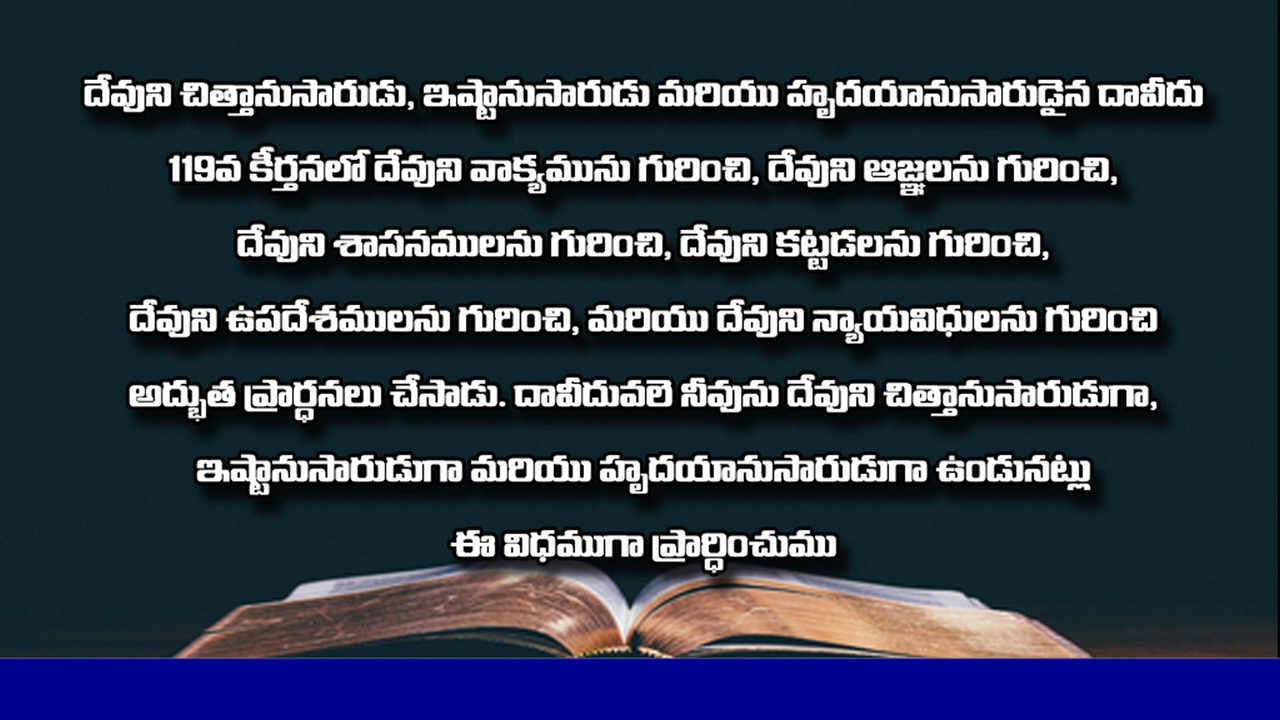 దేవుని చిత్తానుసారుడు, ఇష్టానుసారుడు మరియు హృదయానుసారుడైన దావీదు
119వ కీర్తనలో దేవుని వాక్యమును గురించి, దేవుని ఆజ్ఞలను గురించి,
దేవుని శాసనములను గురించి, దేవుని కట్టడలను గురించి,
దేవుని ఉపదేశములను గురించి, మరియు దేవుని న్యాయవిధులను గురించి
అద్భుత ప్రార్ధనలు చేసాడు. దావీదువలె నీవును దేవుని చిత్తానుసారుడుగా,
ఇష్టానుసారుడుగా మరియు హృదయానుసారుడుగా ఉండునట్లు
ఈ విధముగా ప్రార్ధించుము